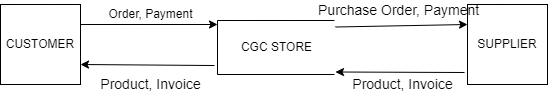 Order, Payment
Purchase Order, Payment
CUSTOMER
CGC STORE
SUPPLIER
Product, Invoice
Product, Invoice